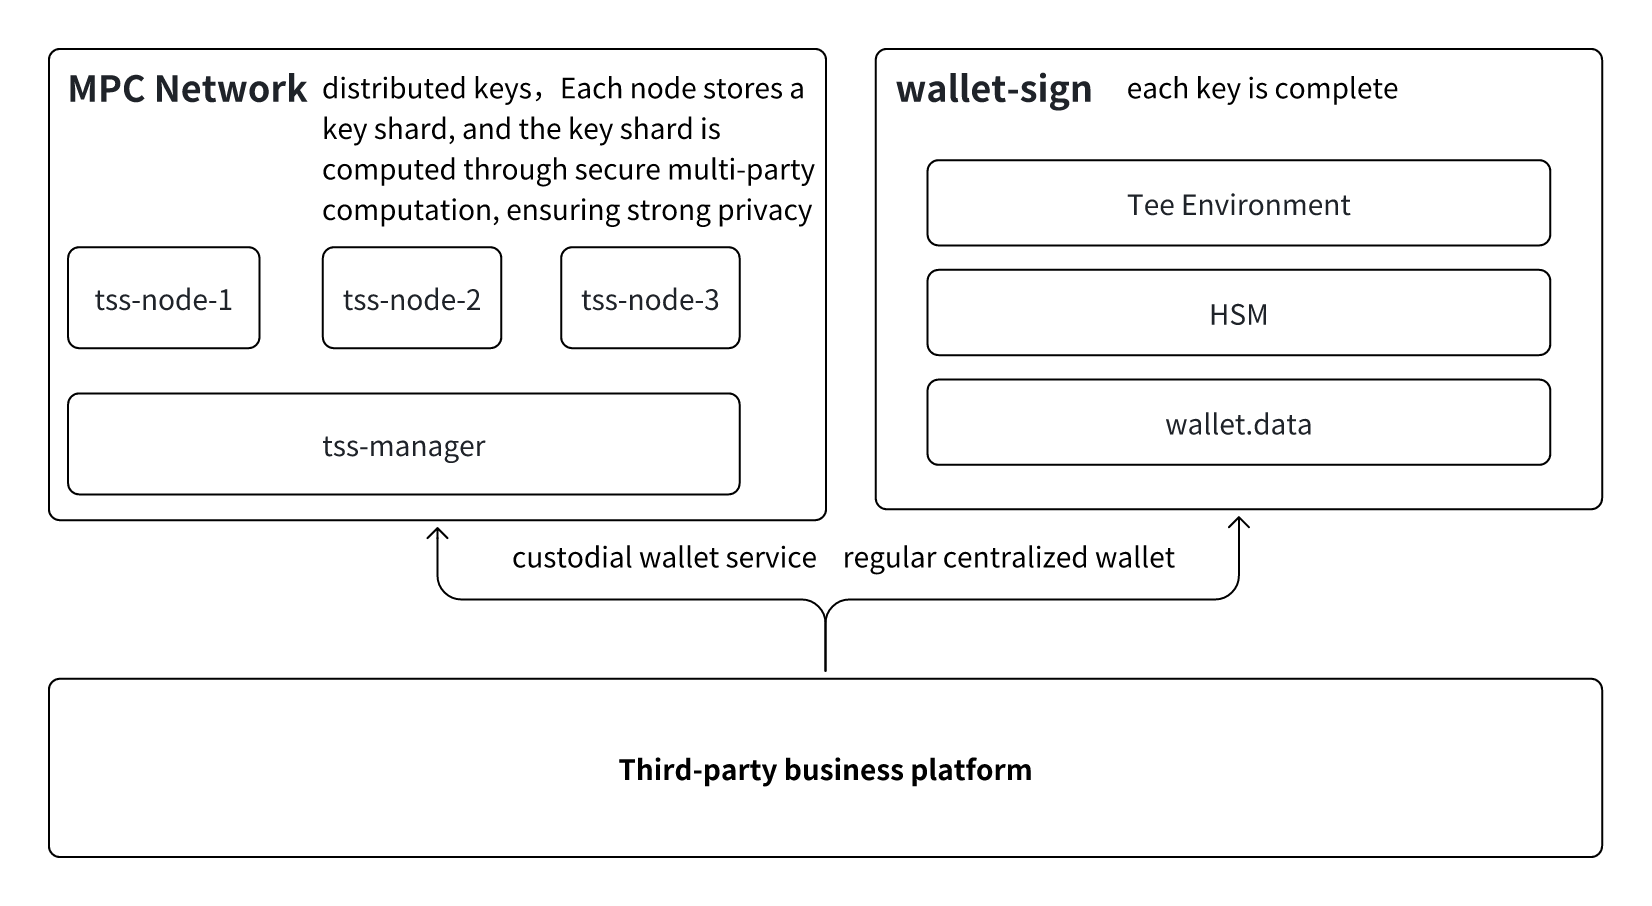 MPC Network distributed keys，Each node stores a
key shard, and the key shard is
computed through secure multi-party
computation, ensuring strong privacy
tss-node-1
tss-node-2
tss-node-3
tss-manager
wallet-sign each key is complete
Tee Environment
HSM
wallet.data
custodial wallet service
regular centralized wallet
Third-party business platform